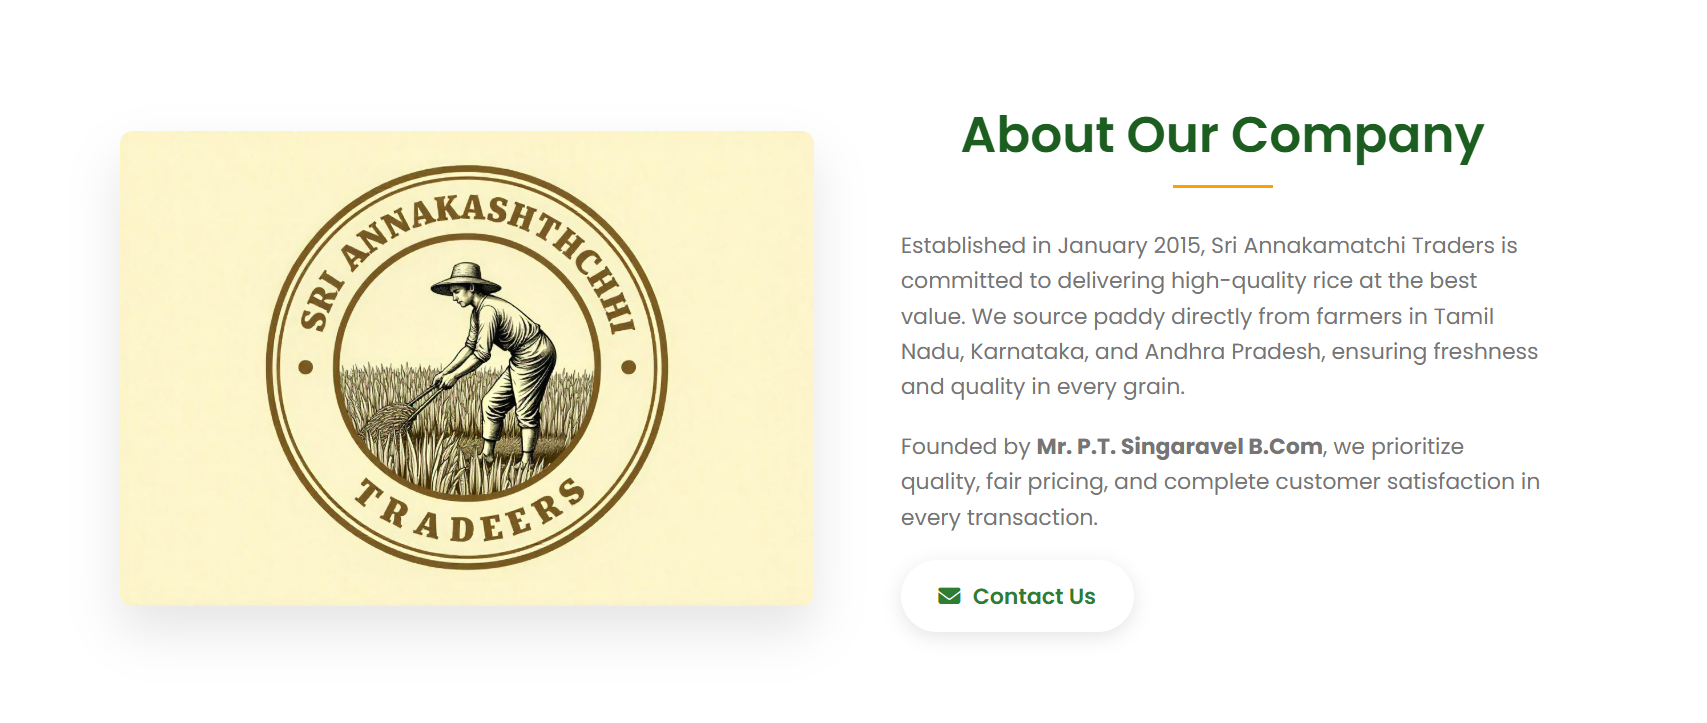 SRI ANNAKASHTHCHHI
TRADEERS
About Our Company
Established in January 2015, Sri Annakamatchi Traders is
committed to delivering high-quality rice at the best
value. We source paddy directly from farmers in Tamil
Nadu, Karnataka, and Andhra Pradesh, ensuring freshness
and quality in every grain.
Founded by Mr. P.T. Singaravel B.Com, we prioritize
quality, fair pricing, and complete customer satisfaction in
every transaction.
Contact Us